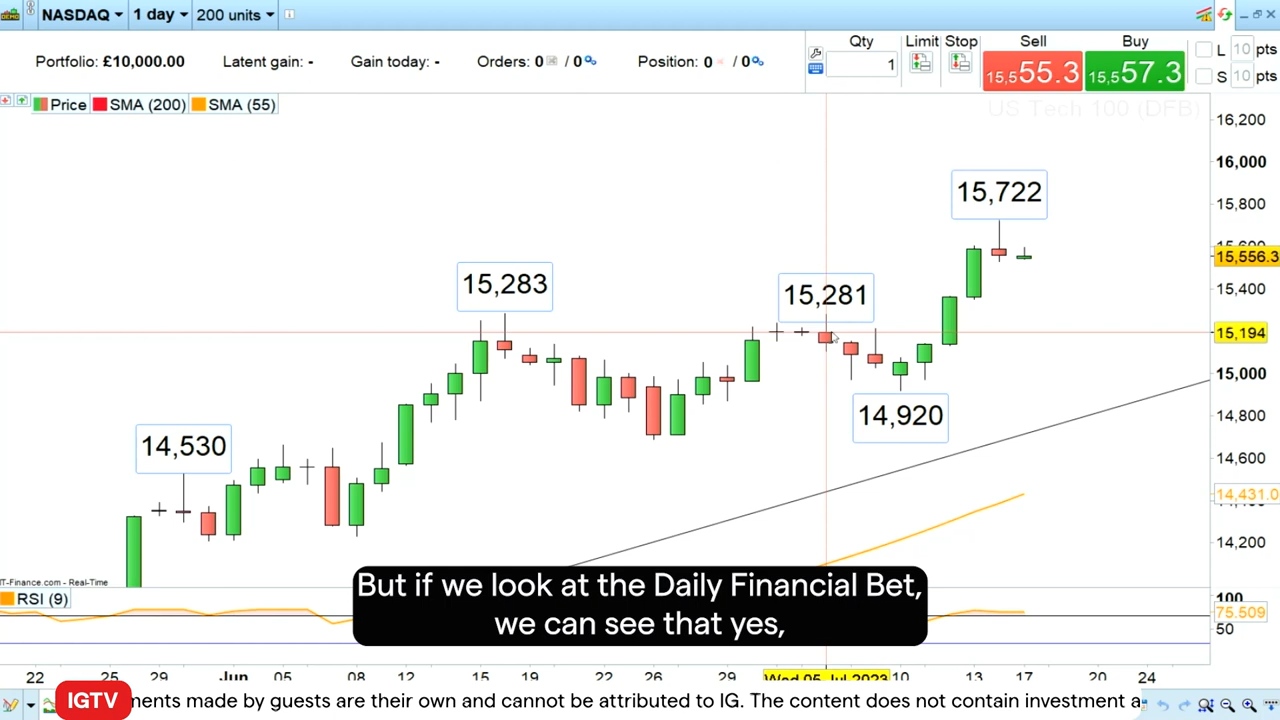 NASDAQ 1 day 200 units
Portfolio: £10,000.00 Latent gain: - Gain today: - Orders: 0 / 0 Position: 0 / 0
Qty Limit Stop Sell Buy
1
15,555.3 15,557.3
L 10 pts
S 10 pts
Price SMA (200) SMA (55)
US Tech 100 (DFB)
16,200
16,000
15,800
15,600
15,556.3
15,400
15,194
15,000
14,800
14,600
14,431.0
14,200
15,722
15,283
15,281
14,920
14,530
IT-Finance.com - Real-Time
RSI (9)
100
75.509
50
But if we look at the Daily Financial Bet,
we can see that yes,
22 25 29 Jun 05 08 12 15 20 23 26 29 Wed 05 Jul 2023 10 13 17 20 24
IGTV
ments made by guests are their own and cannot be attributed to IG. The content does not contain investment a